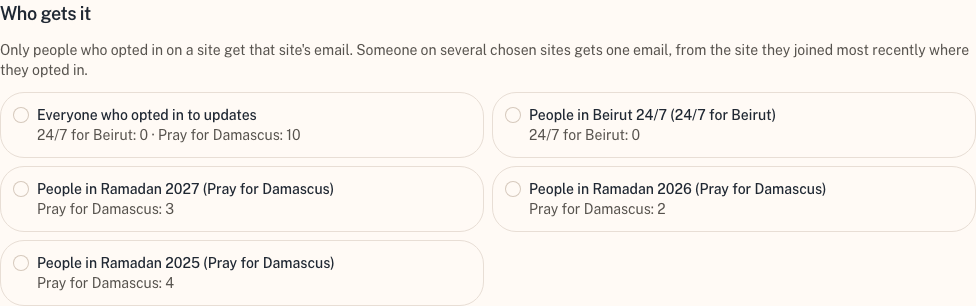 Who gets it
Only people who opted in on a site get that site's email. Someone on several chosen sites gets one email, from the site they joined most recently where
they opted in.
Everyone who opted in to updates
24/7 for Beirut: 0 · Pray for Damascus: 10
People in Beirut 24/7 (24/7 for Beirut)
24/7 for Beirut: 0
People in Ramadan 2027 (Pray for Damascus)
Pray for Damascus: 3
People in Ramadan 2026 (Pray for Damascus)
Pray for Damascus: 2
People in Ramadan 2025 (Pray for Damascus)
Pray for Damascus: 4